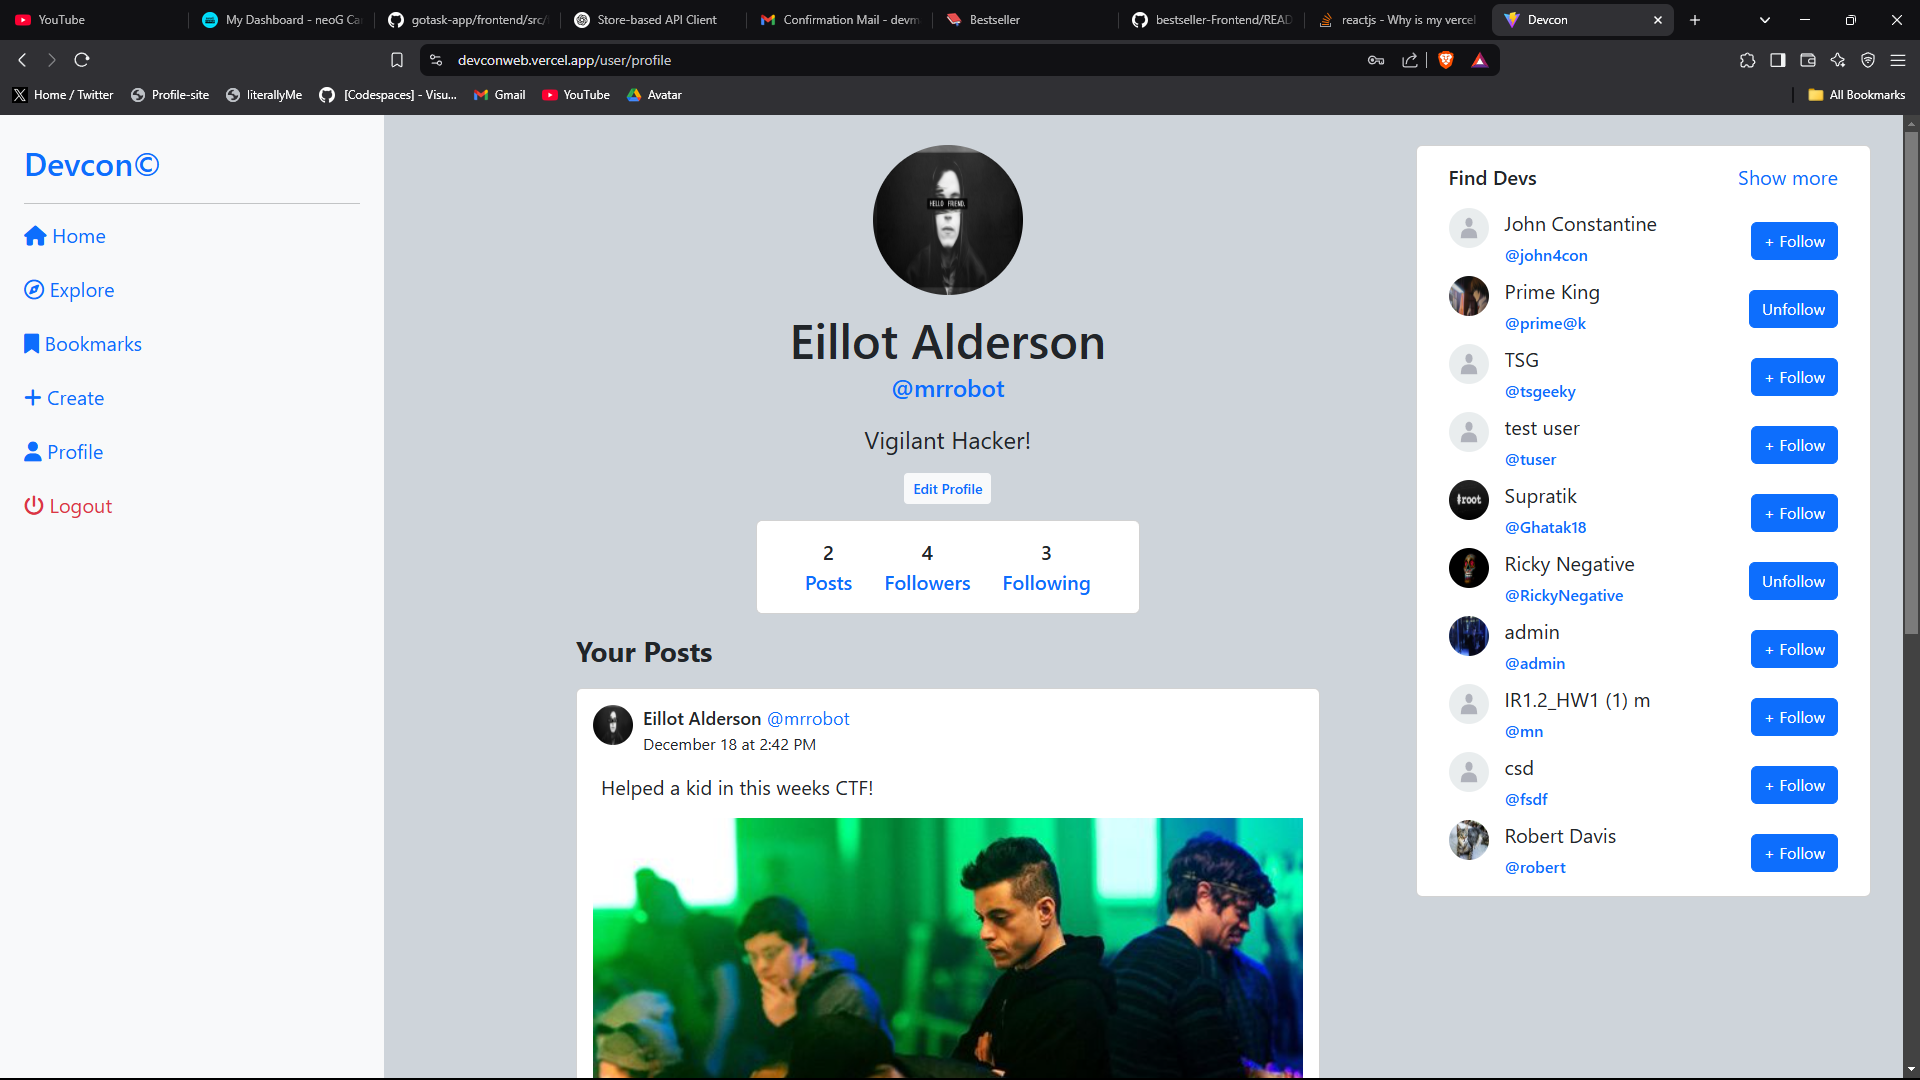 YouTube
My Dashboard - neoG Ca
gotask-app/frontend/src/
Store-based API Client
Confirmation Mail - devm
Bestseller
bestseller-Frontend/READ
reactjs - Why is my vercel
Devcon
devconweb.vercel.app/user/profile
Home / Twitter
Profile-site
literallyMe
[Codespaces] - Visu...
Gmail
YouTube
Avatar
All Bookmarks
Devcon©
Home
Explore
Bookmarks
+ Create
Profile
Logout
HELLO FRIEND.
Eillot Alderson
@mrrobot
Vigilant Hacker!
Edit Profile
2 4 3
Posts Followers Following
Your Posts
Eillot Alderson @mrrobot
December 18 at 2:42 PM
Helped a kid in this weeks CTF!
Find Devs Show more
John Constantine
@john4con
+ Follow
Prime King
@prime@k
Unfollow
TSG
@tsgeeky
+ Follow
test user
@tuser
+ Follow
$root
Supratik
@Ghatak18
+ Follow
Ricky Negative
@RickyNegative
Unfollow
admin
@admin
+ Follow
IR1.2_HW1 (1) m
@mn
+ Follow
csd
@fsdf
+ Follow
Robert Davis
@robert
+ Follow